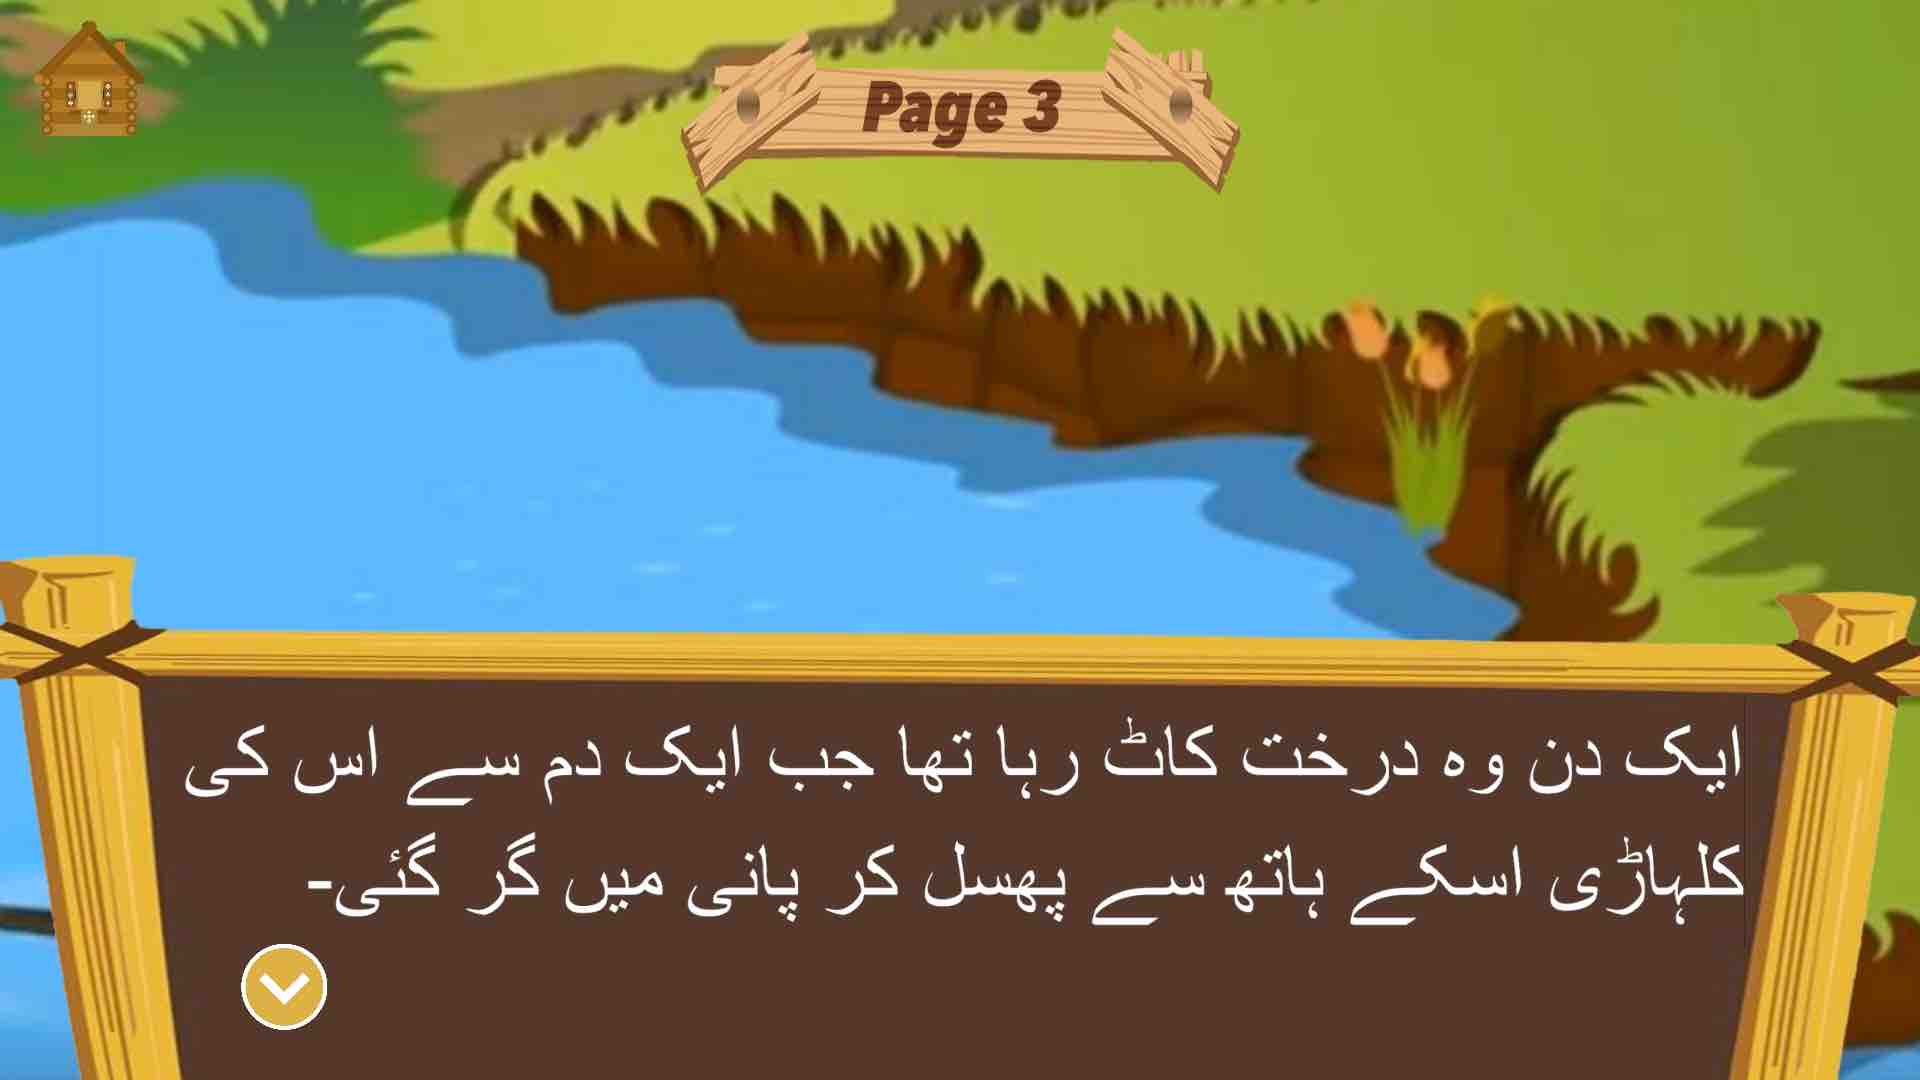 Page 3
ایک دن وہ درخت کاٹ رہا تھا جب ایک دم سے اس کی
کلہاڑی اسکے ہاتھ سے پھسل کر پانی میں گر گئی-